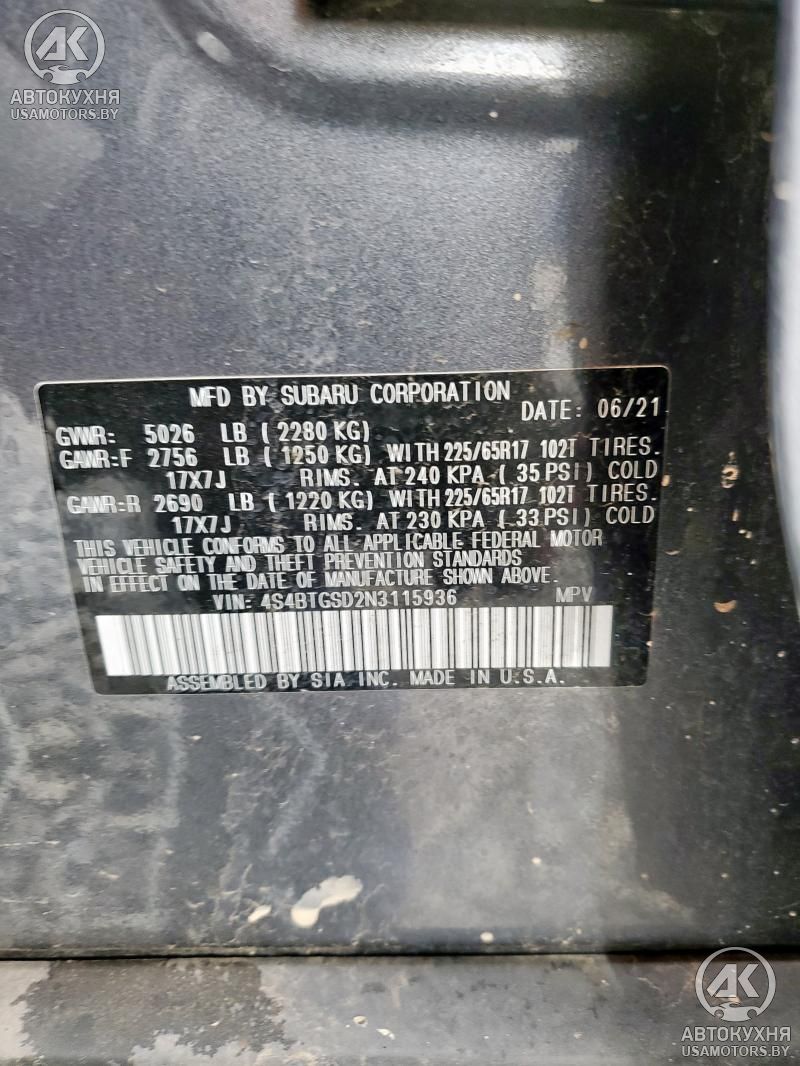 AK
АВТОКУХНЯ
USAMOTORS.BY
MFD BY SUBARU CORPORATION
DATE: 06/21
GVWR: 5026 LB ( 2280 KG)
GAWR:F 2756 LB ( 1250 KG) WITH 225/65R17 102T TIRES.
17X7J RIMS. AT 240 KPA ( 35 PSI) COLD
GAWR:R 2690 LB ( 1220 KG) WITH 225/65R17 102T TIRES.
17X7J RIMS. AT 230 KPA ( 33 PSI) COLD
THIS VEHICLE CONFORMS TO ALL APPLICABLE FEDERAL MOTOR
VEHICLE SAFETY AND THEFT PREVENTION STANDARDS
IN EFFECT ON THE DATE OF MANUFACTURE SHOWN ABOVE.
VIN: 4S4BTGSD2N3115936 MPV
ASSEMBLED BY SIA INC. MADE IN U.S.A.
AK
АВТОКУХНЯ
USAMOTORS.BY